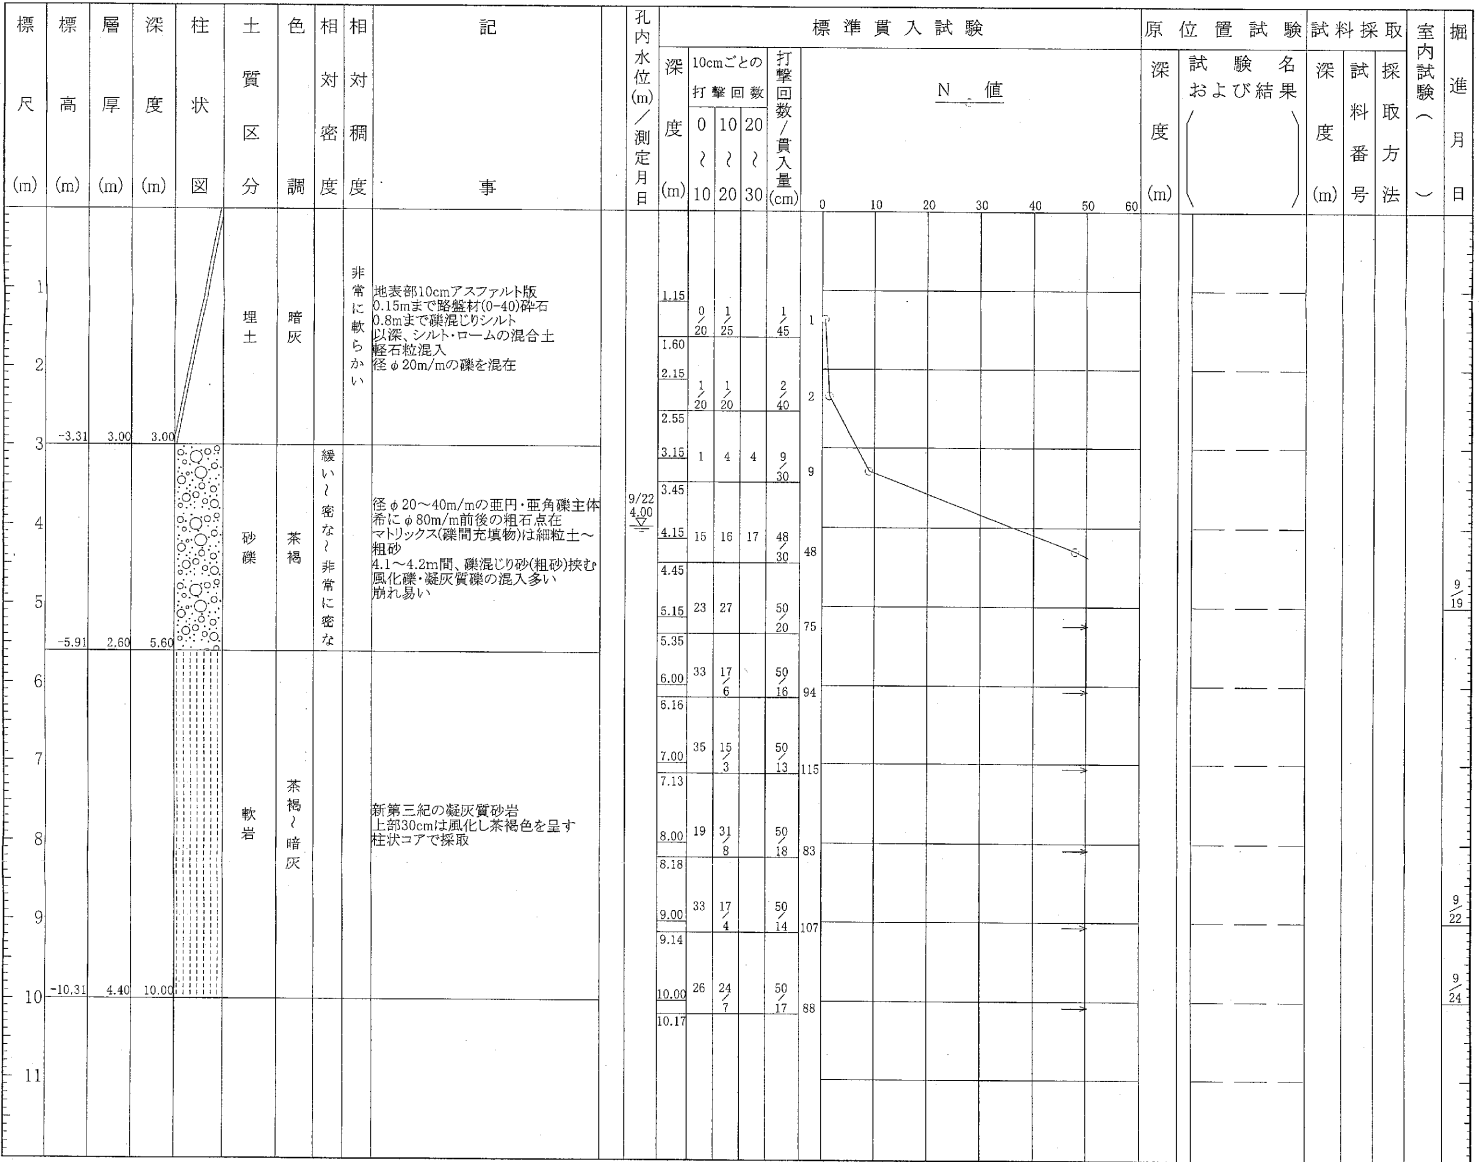 標尺(m)
標高(m)
層厚(m)
深度(m)
柱状図
土質区分
色調
相対密度
相対稠度
記事
孔内水位(m)/測定月日
標準貫入試験
深度(m)
10cmごとの
打撃回数
0 10 20
~ ~ ~
10 20 30
打撃回数/貫入量(cm)
N 値
0 10 20 30 40 50 60
原位置試験
深度(m)
試験名
および結果
試料採取
深度(m)
試料番号
採取方法
室内試験( )
掘進月日
1
2
3
4
5
6
7
8
9
10
11
-3.31 3.00 3.00
埋土
暗灰
非常に軟らかい
地表部10cmアスファルト版
0.15mまで路盤材(0-40)砕石
0.8mまで礫混じりシルト
以深、シルト・ロームの混合土
軽石粒混入
径φ20m/mの礫を混在
-5.91 2.60 5.60
砂礫
茶褐
緩い~密な~非常に密な
径φ20~40m/mの亜円・亜角礫主体
希にφ80m/m前後の粗石点在
マトリックス(礫間充填物)は細粒土~
粗砂
4.1~4.2m間、礫混じり砂(粗砂)挟む
風化礫・凝灰質礫の混入多い
崩れ易い
-10.31 4.40 10.00
軟岩
茶褐~暗灰
新第三紀の凝灰質砂岩
上部30cmは風化し茶褐色を呈す
柱状コアで採取
9/22
4.00
1.15
0/20 1/25 1/45 1
1.60
2.15
1/20 1/20 2/40 2
2.55
3.15 1 4 4 9/30 9
3.45
4.15 15 16 17 48/30 48
4.45
5.15 23 27 50/20 75
5.35
6.00 33 17/6 50/16 94
6.16
7.00 35 15/3 50/13 115
7.13
8.00 19 31/8 50/18 83
8.18
9.00 33 17/4 50/14 107
9.14
10.00 26 24/7 50/17 88
10.17
9/19
9/22
9/24